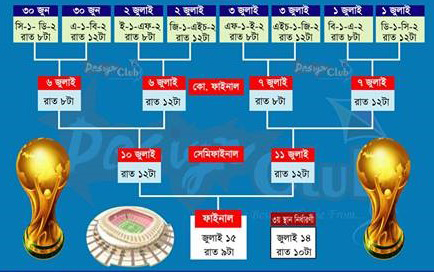 ৩০ জুন ৩০ জুন ২ জুলাই ২ জুলাই ৩ জুলাই ৩ জুলাই ১ জুলাই ১ জুলাই
সি-১- ডি-২ এ-১-বি-২ ই-১-এফ-২ জি-১-এইচ-২ এফ-১-ই-২ এইচ-১-জি-২ বি-১-এ-২ ডি-১-সি-২
রাত ৮টা রাত ১২টা রাত ৮টা রাত ১২টা রাত ৮টা রাত ১২টা রাত ৮টা রাত ১২টা
৬ জুলাই ৬ জুলাই কো. ফাইনাল ৭ জুলাই ৭ জুলাই
রাত ৮টা রাত ১২টা রাত ৮টা রাত ১২টা
১০ জুলাই সেমিফাইনাল ১১ জুলাই
রাত ১২টা রাত ১২টা
ফাইনাল ৩য় স্থান নির্ধারণী
জুলাই ১৫ জুলাই ১৪
রাত ৯টা রাত ১০টা
Club